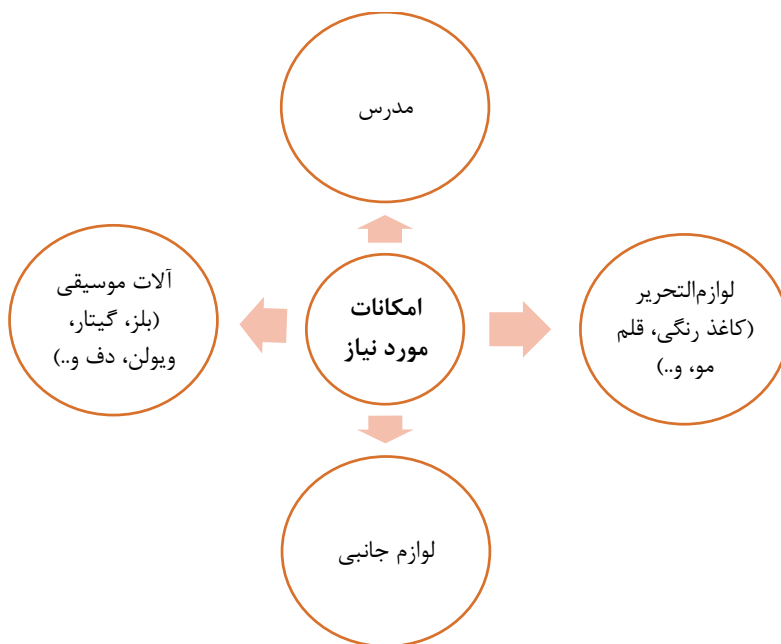 مدرس
لوازم‌التحریر
(کاغذ رنگی، قلم
مو، و..)
امکانات
مورد نیاز
آلات موسیقی
(بلز، گیتار،
ویولن، دف و..)
لوازم جانبی